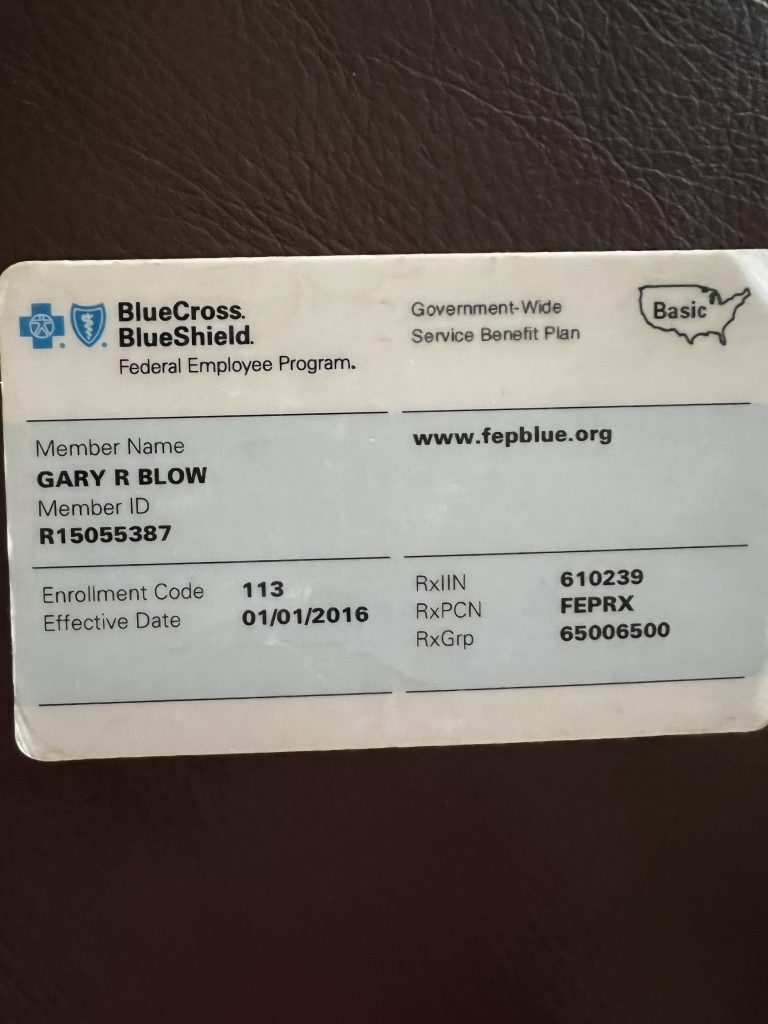 BlueCross.
BlueShield.
Federal Employee Program.
Government-Wide
Service Benefit Plan
Basic
Member Name
GARY R BLOW
Member ID
R15055387
www.fepblue.org
Enrollment Code 113
Effective Date 01/01/2016
RxIIN 610239
RxPCN FEPRX
RxGrp 65006500